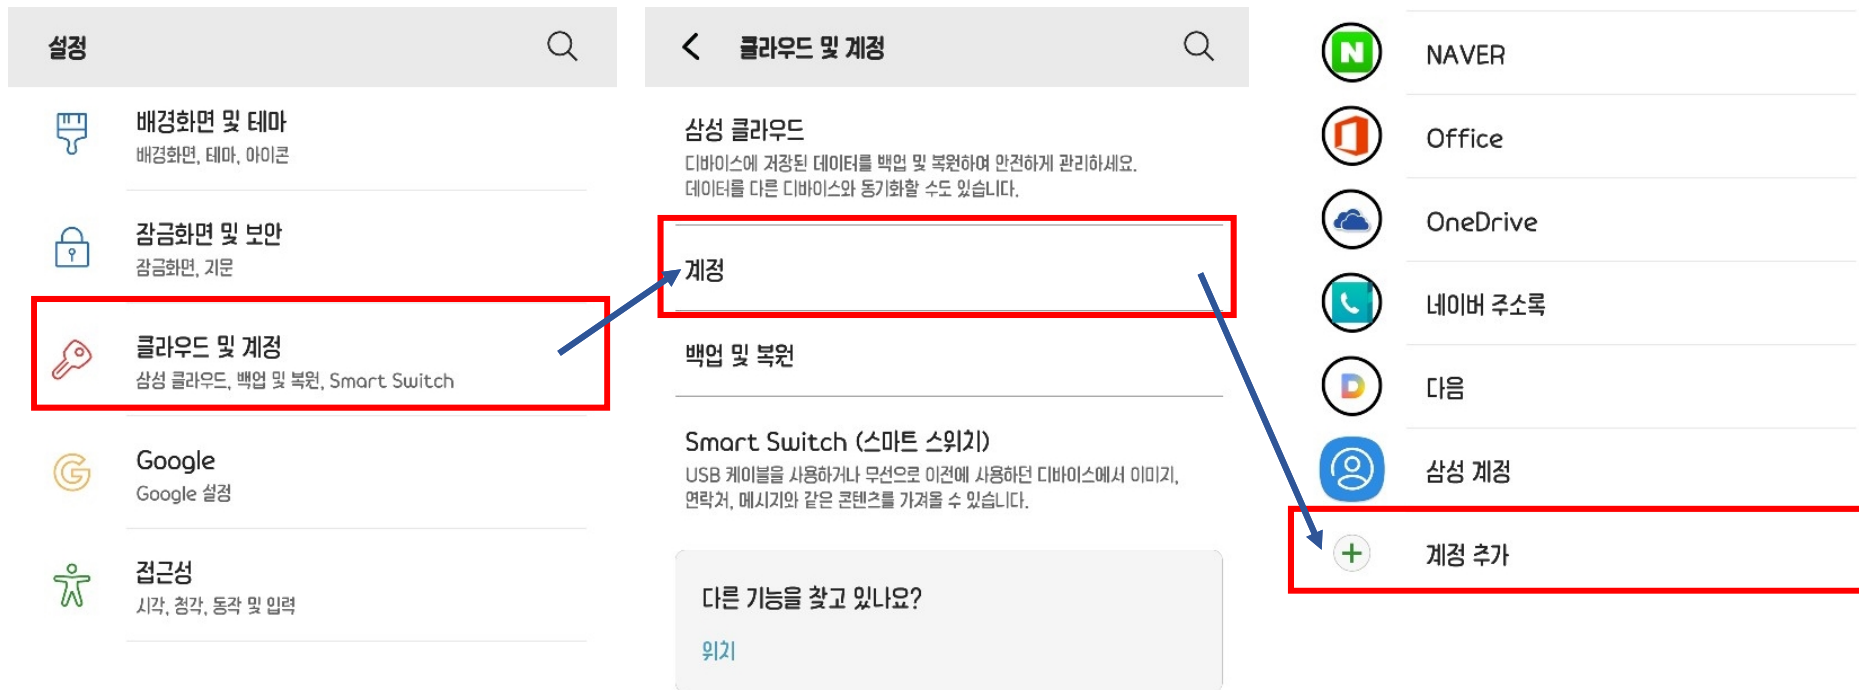 설정
배경화면 및 테마
배경화면, 테마, 아이콘
잠금화면 및 보안
잠금화면, 지문
클라우드 및 계정
삼성 클라우드, 백업 및 복원, Smart Switch
Google
Google 설정
접근성
시각, 청각, 동작 및 입력
클라우드 및 계정
삼성 클라우드
디바이스에 저장된 데이터를 백업 및 복원하여 안전하게 관리하세요.
데이터를 다른 디바이스와 동기화할 수도 있습니다.
계정
백업 및 복원
Smart Switch (스마트 스위치)
USB 케이블을 사용하거나 무선으로 이전에 사용하던 디바이스에서 이미지,
연락처, 메시지와 같은 콘텐츠를 가져올 수 있습니다.
다른 기능을 찾고 있나요?
위치
N
NAVER
Office
OneDrive
네이버 주소록
D
다음
삼성 계정
계정 추가